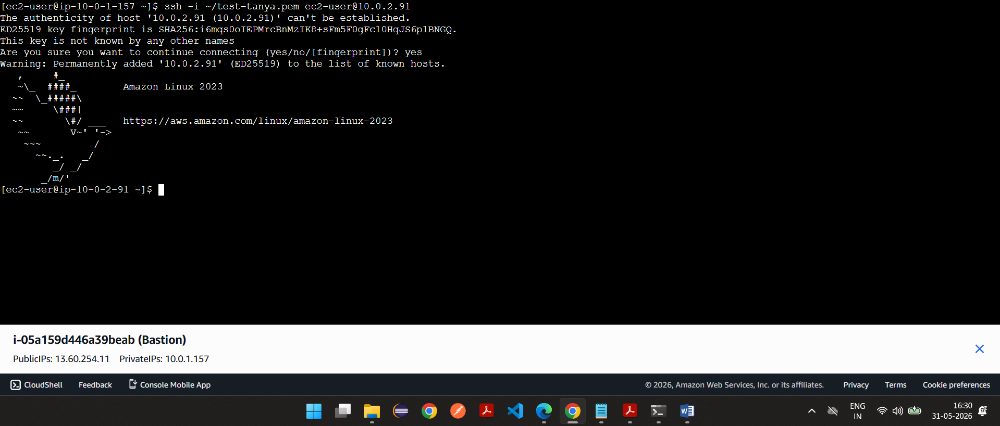 [ec2-user@ip-10-0-1-157 ~]$ ssh -i ~/test-tanya.pem ec2-user@10.0.2.91
The authenticity of host '10.0.2.91 (10.0.2.91)' can't be established.
ED25519 key fingerprint is SHA256:i6mqs0oIEPMrcBnMzIK8+sFm5F0gFcl0HqJS6p1BNGQ.
This key is not known by any other names
Are you sure you want to continue connecting (yes/no/[fingerprint])? yes
Warning: Permanently added '10.0.2.91' (ED25519) to the list of known hosts.
   ,     #_
   ~\_  ####_        Amazon Linux 2023
  ~~  \_#####\
  ~~     \###|
  ~~       \#/ ___   https://aws.amazon.com/linux/amazon-linux-2023
   ~~       V~' '->
    ~~~         /
      ~~._.   _/
         _/ _/
       _/m/'
[ec2-user@ip-10-0-2-91 ~]$
i-05a159d446a39beab (Bastion)
PublicIPs: 13.60.254.11 PrivateIPs: 10.0.1.157
CloudShell Feedback Console Mobile App © 2026, Amazon Web Services, Inc. or its affiliates. Privacy Terms Cookie preferences
ENG 16:30
IN 31-05-2026